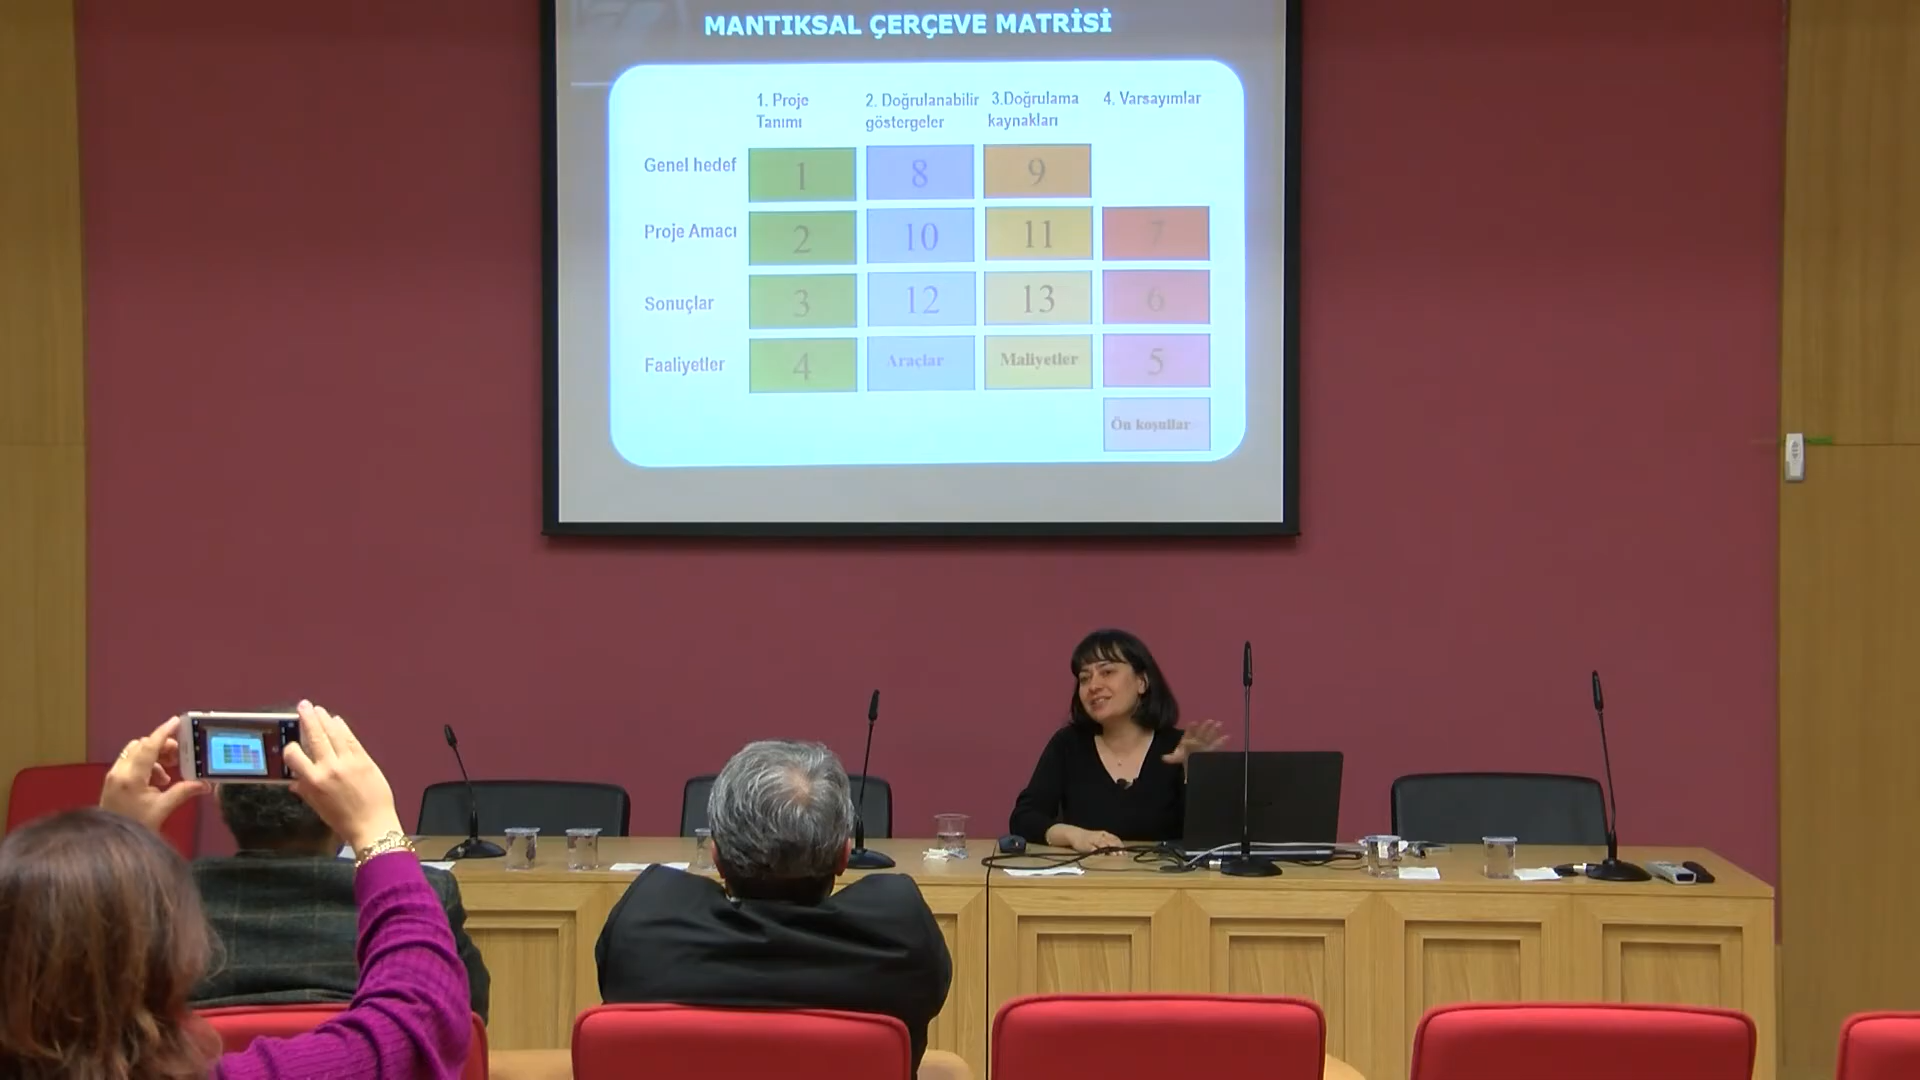 MANTIKSAL ÇERÇEVE MATRİSİ
1. Proje Tanımı
2. Doğrulanabilir göstergeler
3.Doğrulama kaynakları
4. Varsayımlar
Genel hedef 1 8 9
Proje Amacı 2 10 11 7
Sonuçlar 3 12 13 6
Faaliyetler 4 Araçlar Maliyetler 5
Ön koşullar